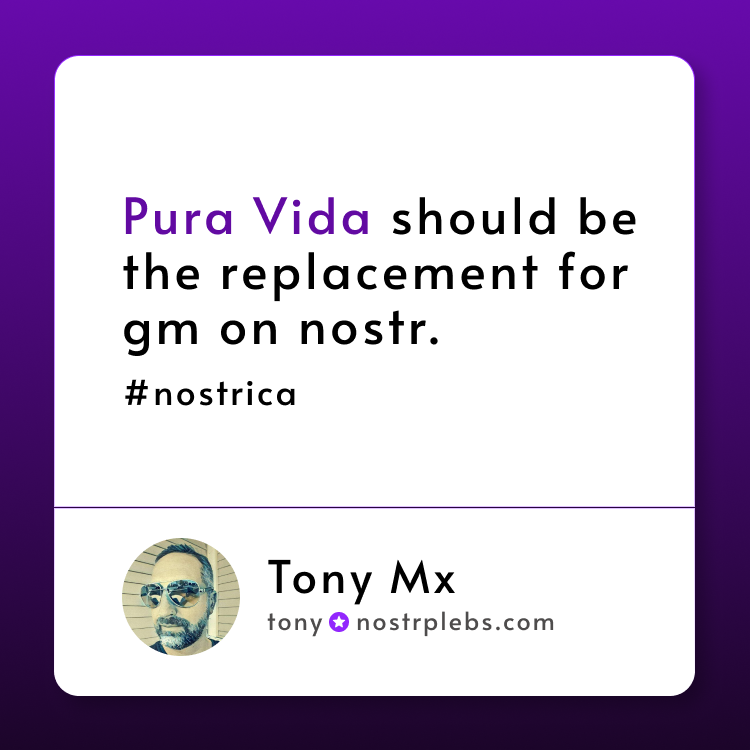 Pura Vida should be
the replacement for
gm on nostr.
#nostrica
Tony Mx
tony nostrplebs.com